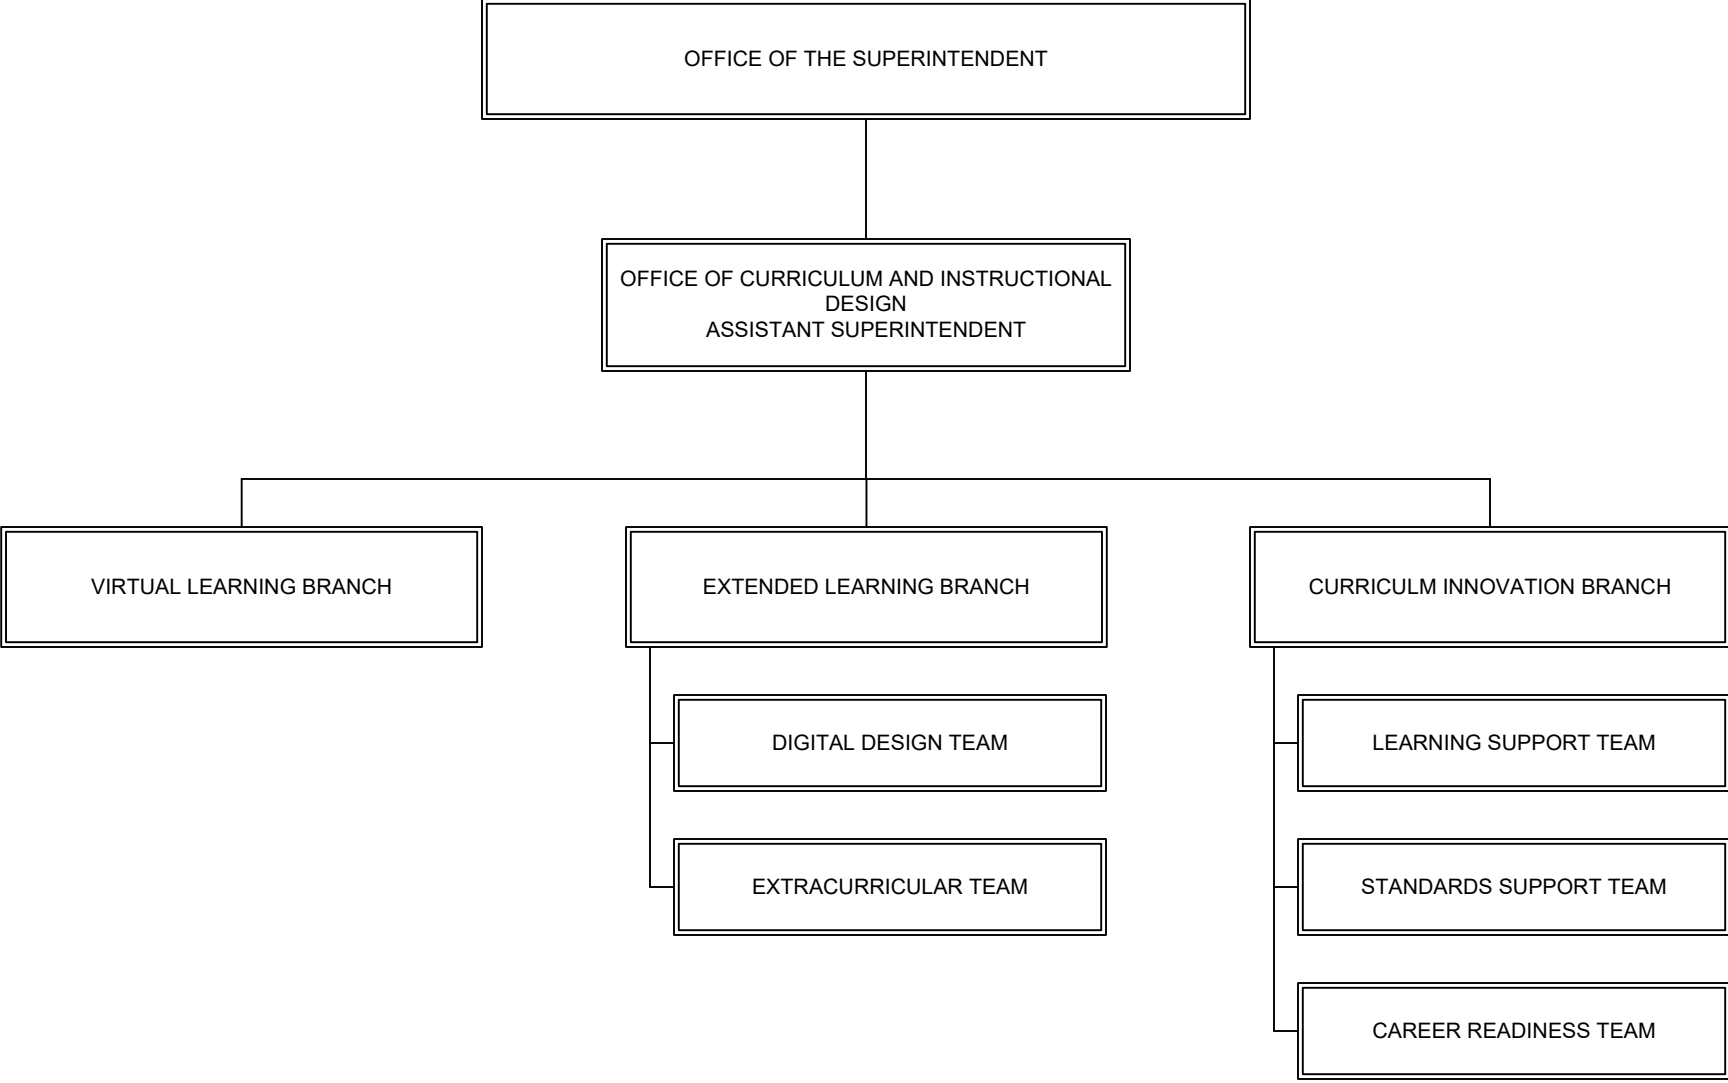 OFFICE OF THE SUPERINTENDENT
OFFICE OF CURRICULUM AND INSTRUCTIONAL
DESIGN
ASSISTANT SUPERINTENDENT
VIRTUAL LEARNING BRANCH
EXTENDED LEARNING BRANCH
CURRICULM INNOVATION BRANCH
DIGITAL DESIGN TEAM
LEARNING SUPPORT TEAM
EXTRACURRICULAR TEAM
STANDARDS SUPPORT TEAM
CAREER READINESS TEAM